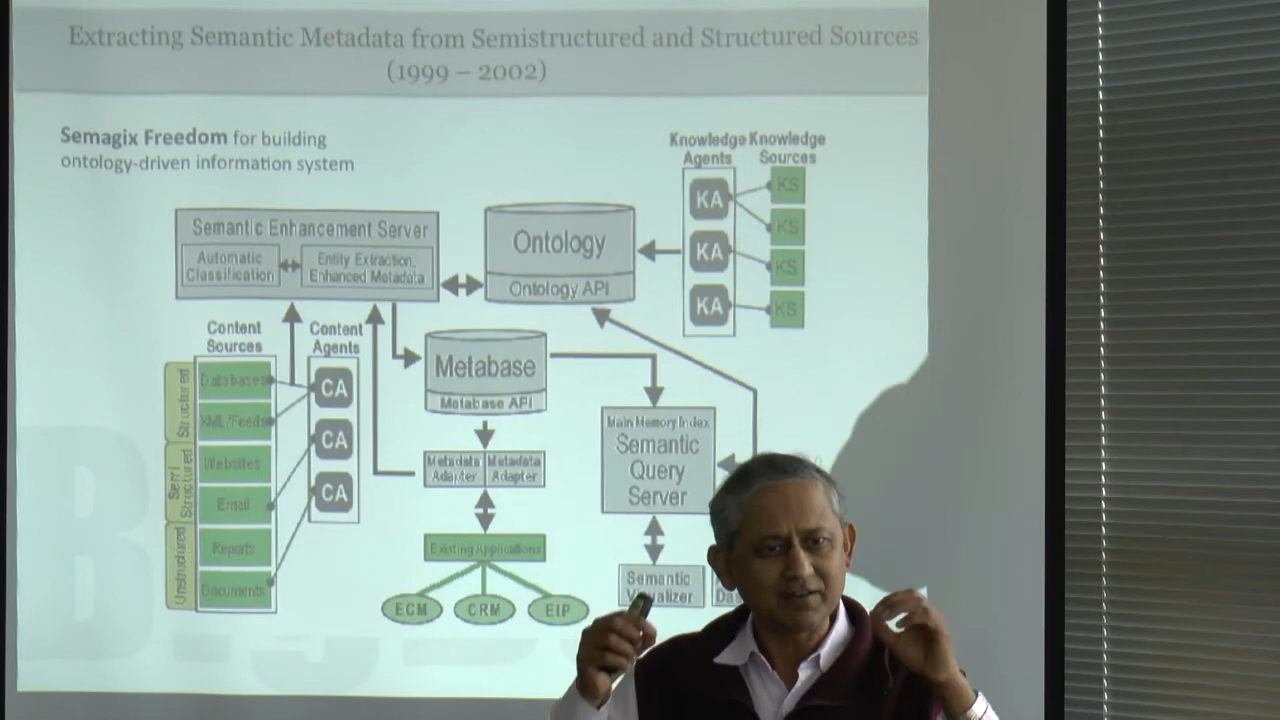 Extracting Semantic Metadata from Semistructured and Structured Sources
(1999 – 2002)
Semagix Freedom for building
ontology-driven information system
Knowledge Knowledge
Agents Sources
KA
KA
KA
KS
KS
KS
KS
Semantic Enhancement Server
Automatic
Classification
Entity Extraction,
Enhanced Metadata
Ontology
Ontology API
Content
Sources
Content
Agents
Structured
Semi
Structured
Unstructured
Databases
XML/Feeds
Websites
Email
Reports
Documents
CA
CA
CA
Metabase
Metabase API
Metadata
Adapter
Metadata
Adapter
Existing Applications
ECM
CRM
EIP
Main Memory Index
Semantic
Query
Server
Semantic
Visualizer